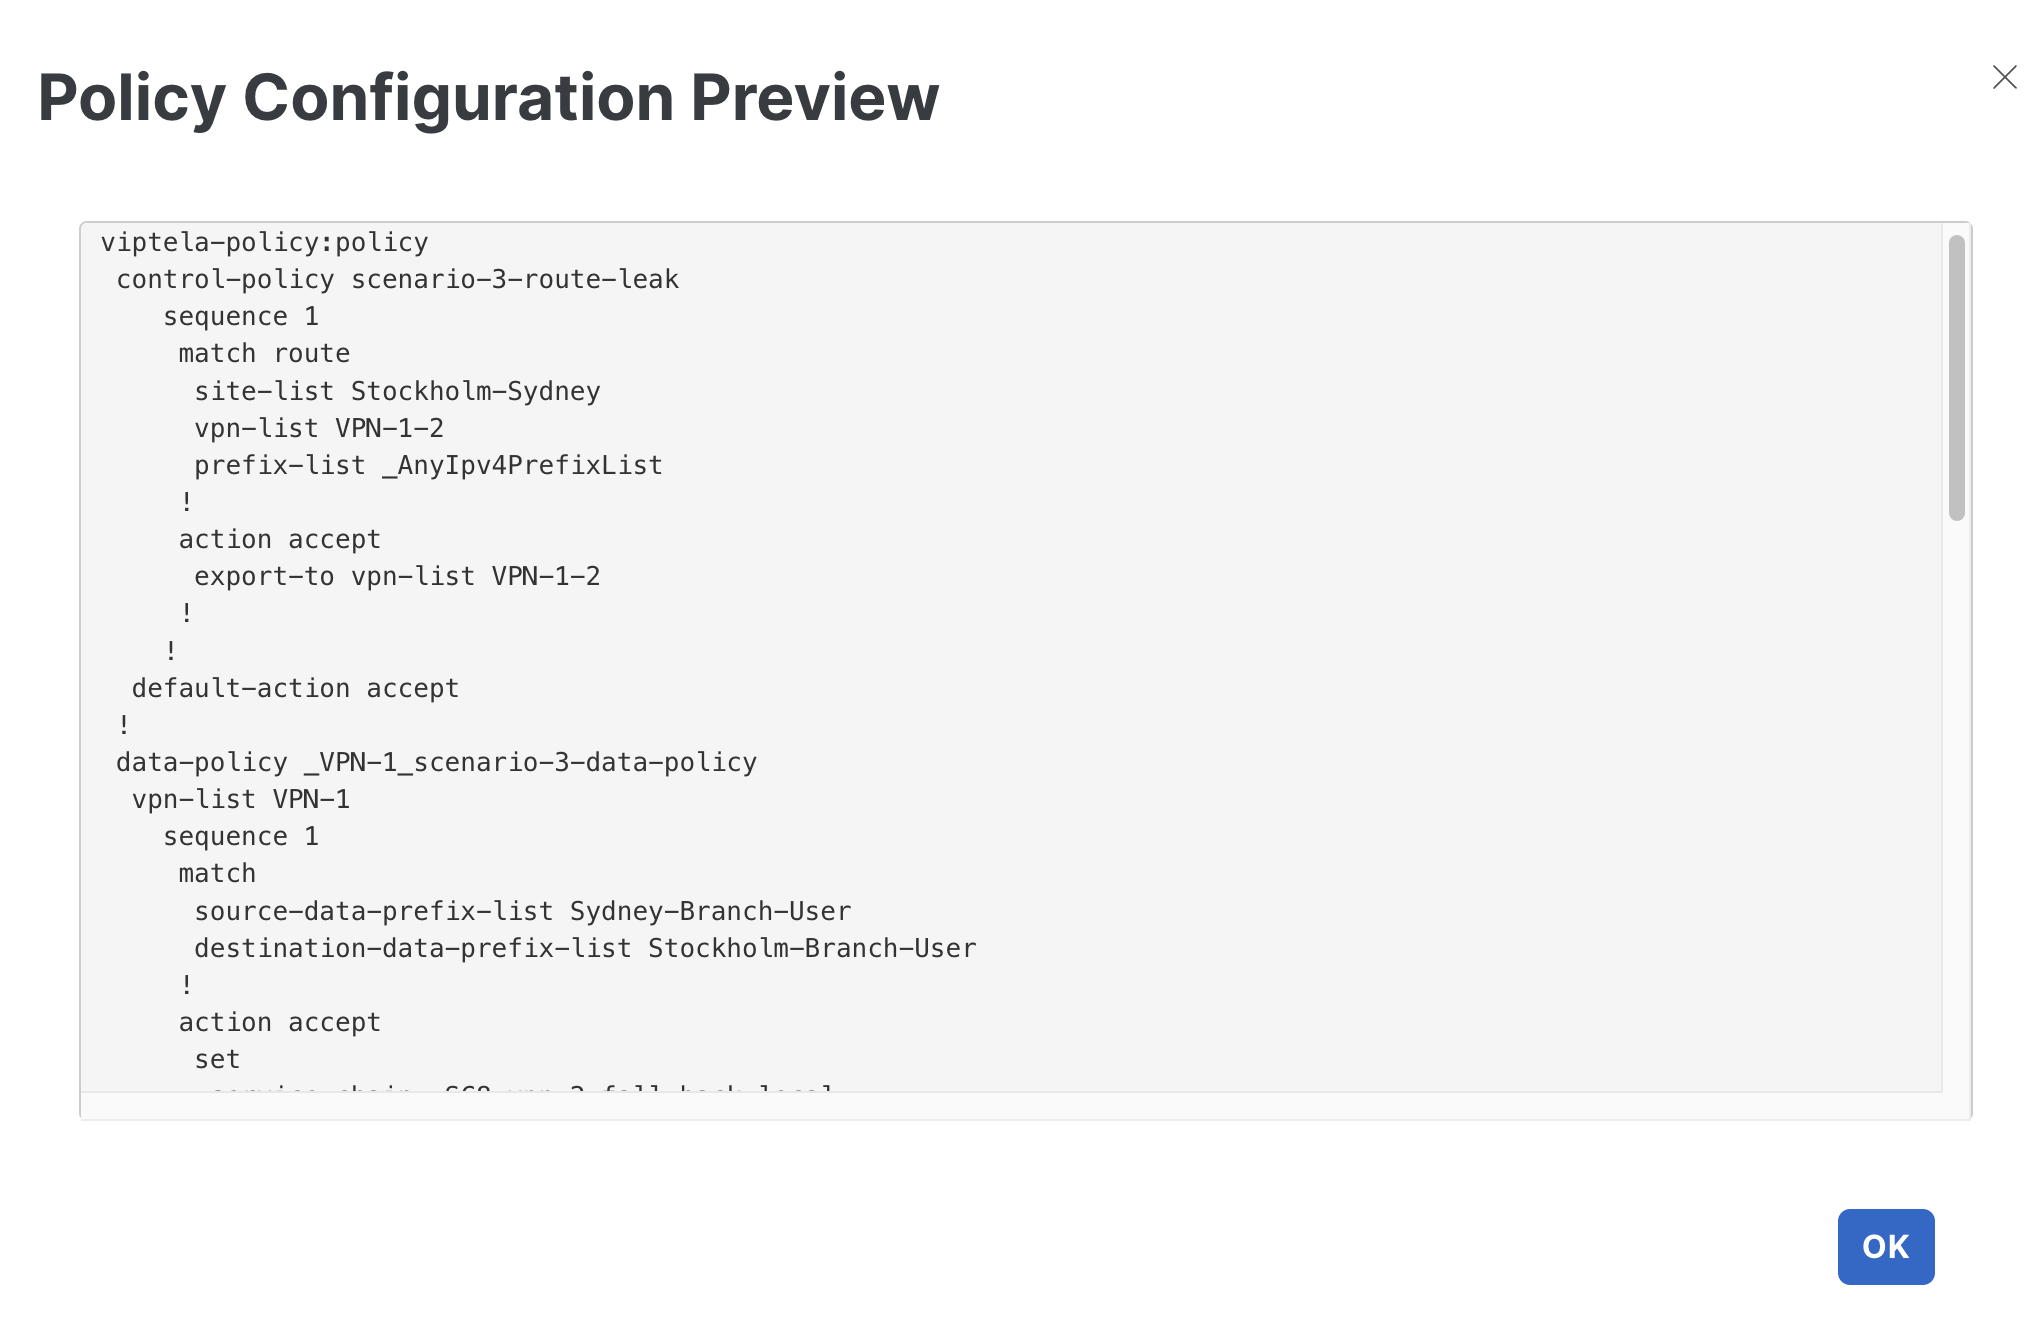 Policy Configuration Preview
viptela-policy:policy
control-policy scenario-3-route-leak
sequence 1
match route
site-list Stockholm-Sydney
vpn-list VPN-1-2
prefix-list _AnyIpv4PrefixList
!
action accept
export-to vpn-list VPN-1-2
!
!
default-action accept
!
data-policy _VPN-1_scenario-3-data-policy
vpn-list VPN-1
sequence 1
match
source-data-prefix-list Sydney-Branch-User
destination-data-prefix-list Stockholm-Branch-User
!
action accept
set
OK